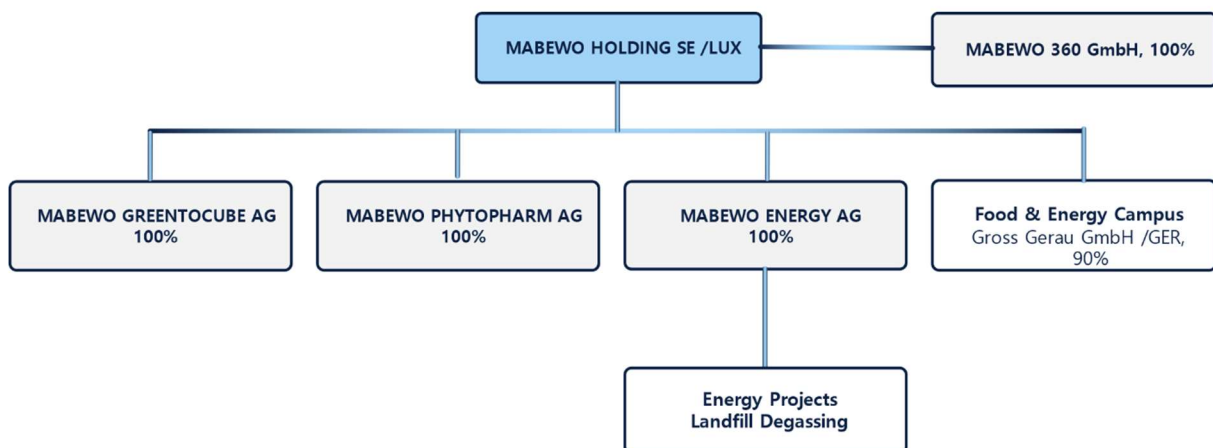 MABEWO HOLDING SE /LUX
MABEWO 360 GmbH, 100%
MABEWO GREENTOCUBE AG
100%
MABEWO PHYTOPHARM AG
100%
MABEWO ENERGY AG
100%
Food & Energy Campus
Gross Gerau GmbH /GER,
90%
Energy Projects
Landfill Degassing